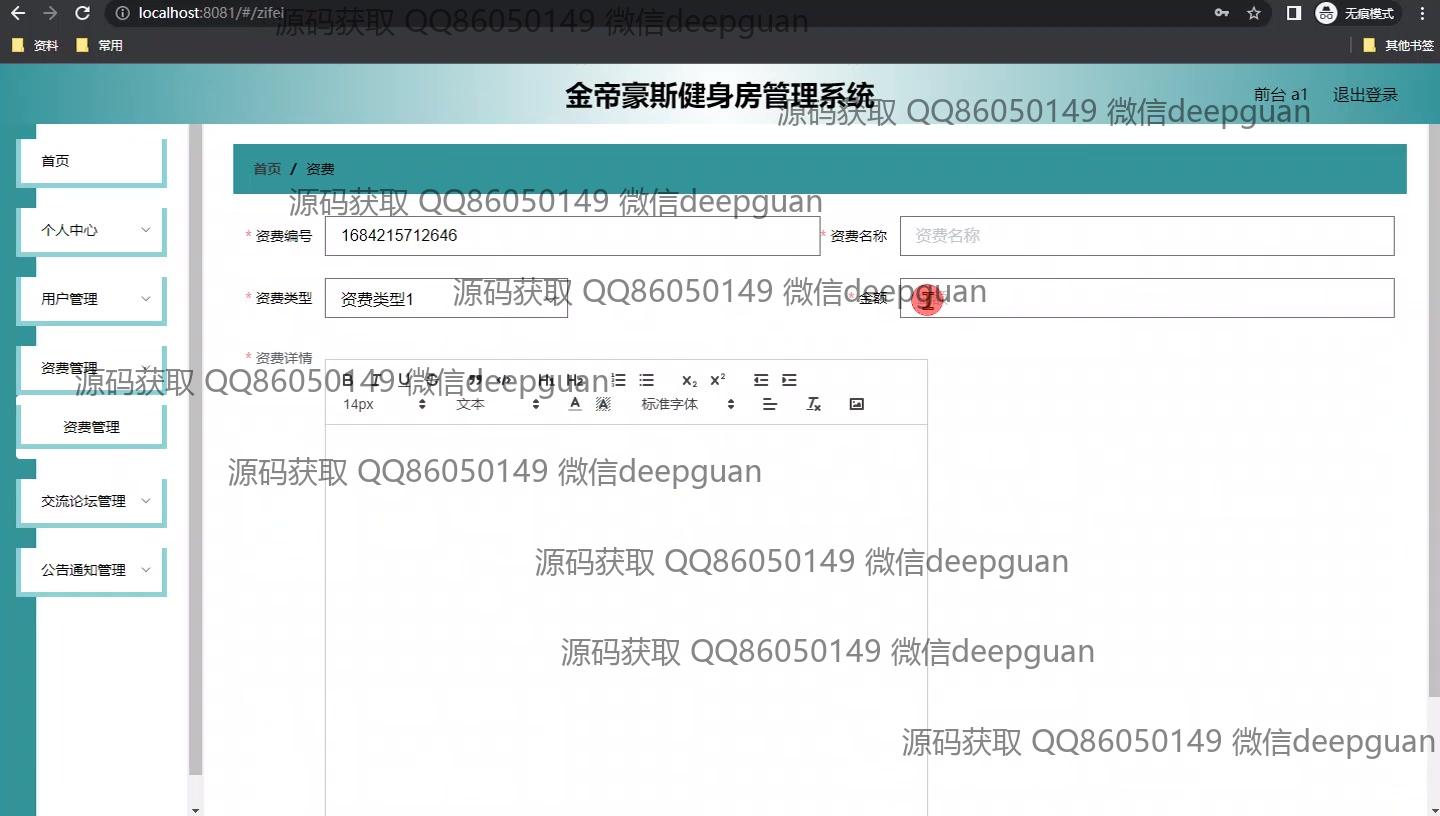 localhost:8081/#/zifei
无痕模式
资料
常用
其他书签
源码获取 QQ86050149 微信deepguan
金帝豪斯健身房管理系统
前台 a1
退出登录
源码获取 QQ86050149 微信deepguan
首页
首页 / 资费
源码获取 QQ86050149 微信deepguan
个人中心
* 资费编号
1684215712646
* 资费名称
资费名称
用户管理
* 资费类型
资费类型1
源码获取 QQ86050149 微信deepguan
* 金额
资费管理
* 资费详情
源码获取 QQ86050149 微信deepguan
B I U S H1 H2 X₂ X²
14px
文本
A A
标准字体
资费管理
源码获取 QQ86050149 微信deepguan
交流论坛管理
源码获取 QQ86050149 微信deepguan
公告通知管理
源码获取 QQ86050149 微信deepguan
源码获取 QQ86050149 微信deepguan